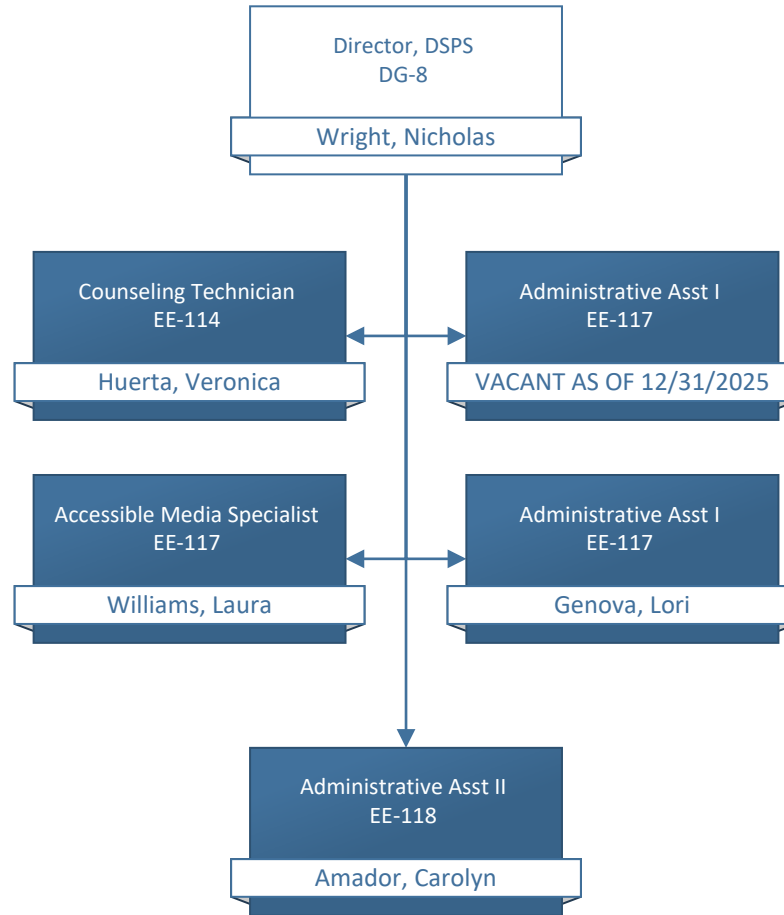 Director, DSPS
DG-8
Wright, Nicholas
Counseling Technician
EE-114
Huerta, Veronica
Administrative Asst I
EE-117
VACANT AS OF 12/31/2025
Accessible Media Specialist
EE-117
Williams, Laura
Administrative Asst I
EE-117
Genova, Lori
Administrative Asst II
EE-118
Amador, Carolyn